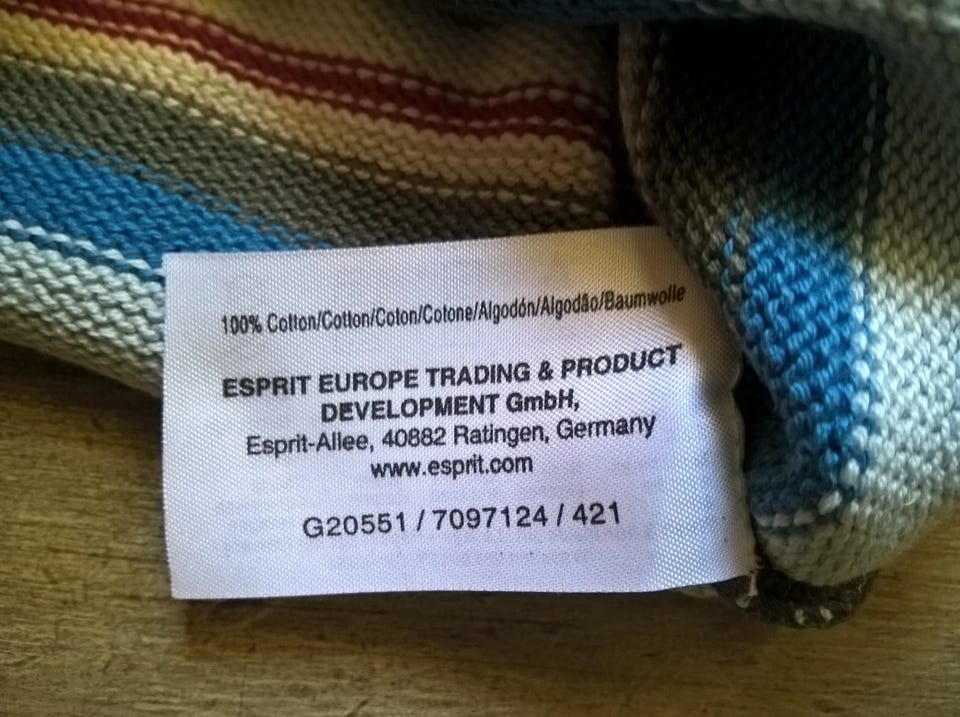 100% Cotton/Cotton/Coton/Cotone/Algodón/Algodão/Baumwolle
ESPRIT EUROPE TRADING & PRODUCT
DEVELOPMENT GmbH,
Esprit-Allee, 40882 Ratingen, Germany
www.esprit.com
G20551 / 7097124 / 421